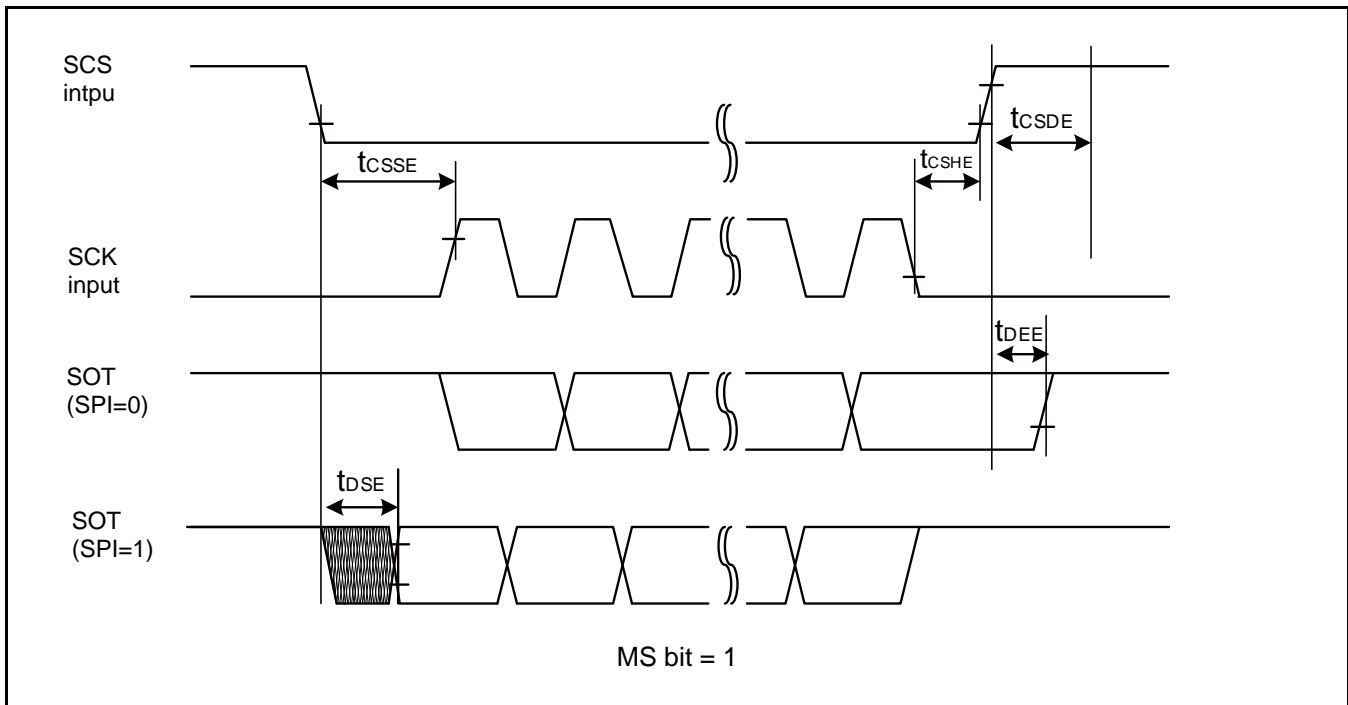 SCS
intpu
tCSDE
tCSSE
tCSHE
SCK
input
tDEE
SOT
(SPI=0)
tDSE
SOT
(SPI=1)
MS bit = 1